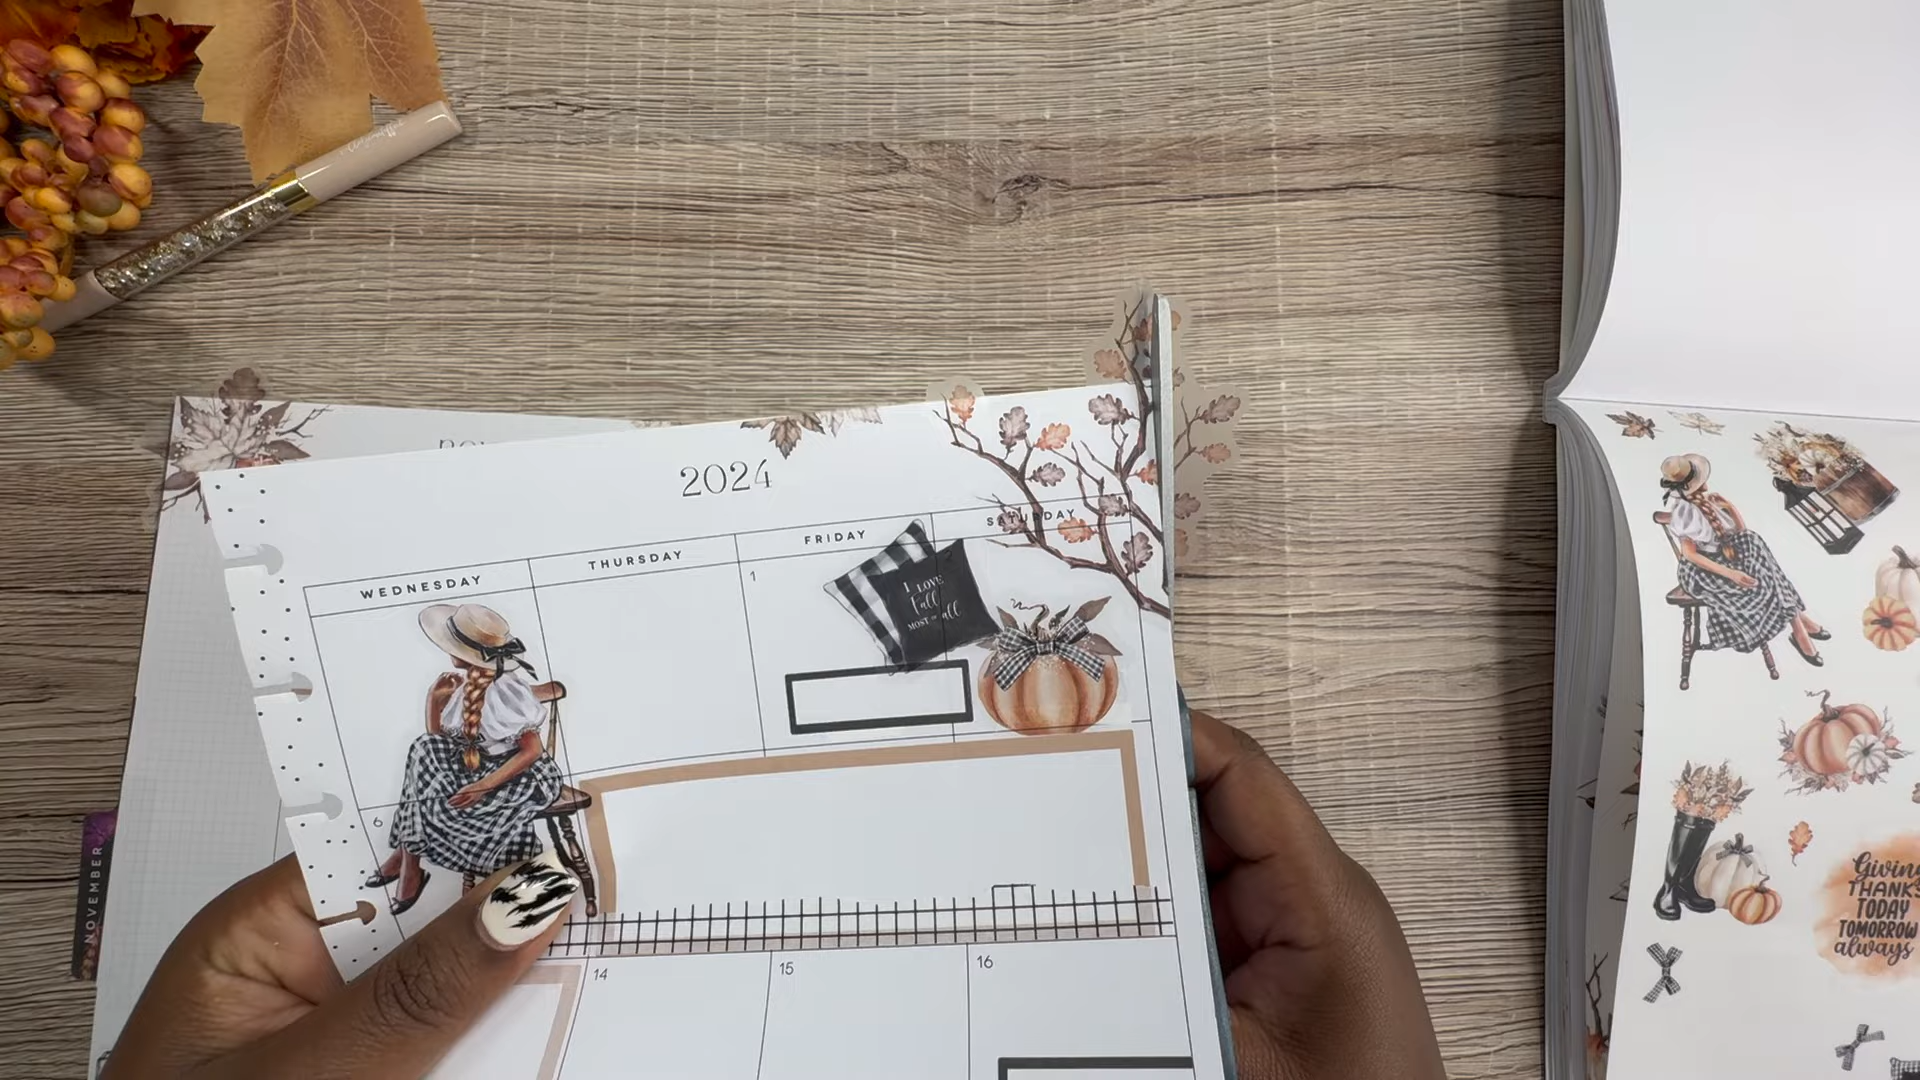 2024
WEDNESDAY
THURSDAY
FRIDAY
SATURDAY
1
I LOVE
Fall
MOST of all
6
14
15
16
NOVEMBER
Giving
THANKS
TODAY
TOMORROW
always